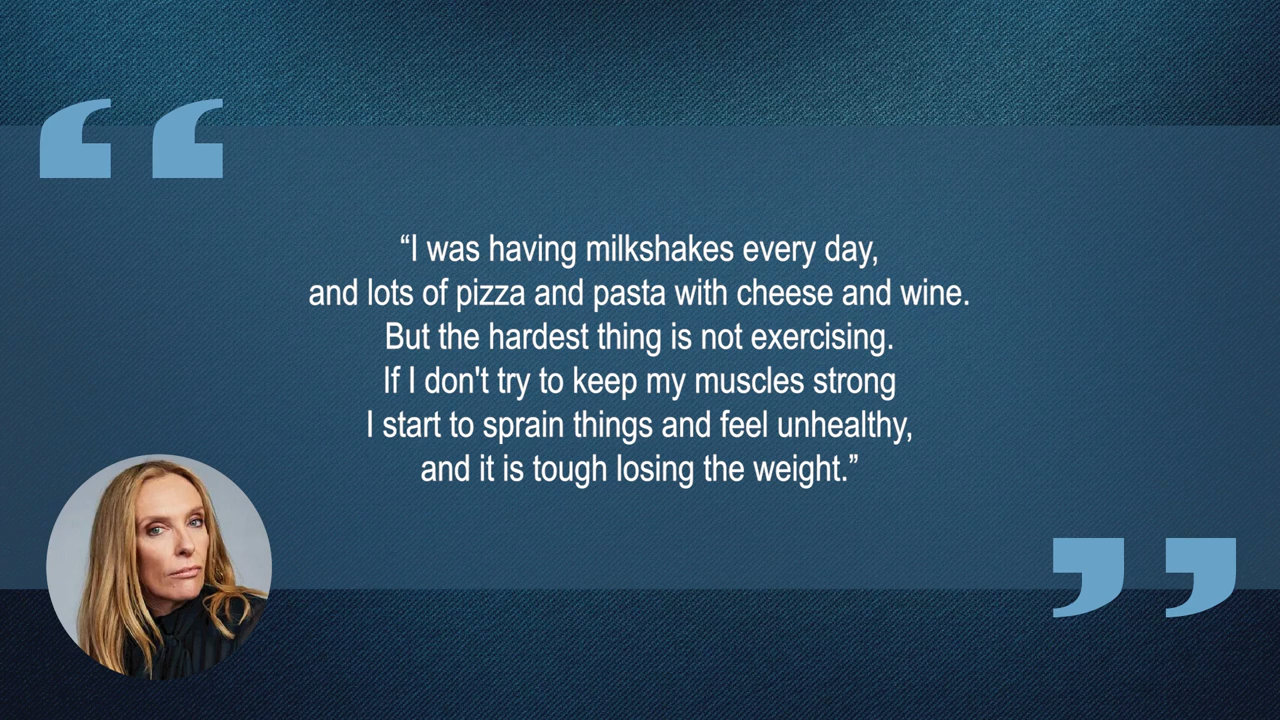 “I was having milkshakes every day,
and lots of pizza and pasta with cheese and wine.
But the hardest thing is not exercising.
If I don't try to keep my muscles strong
I start to sprain things and feel unhealthy,
and it is tough losing the weight.”